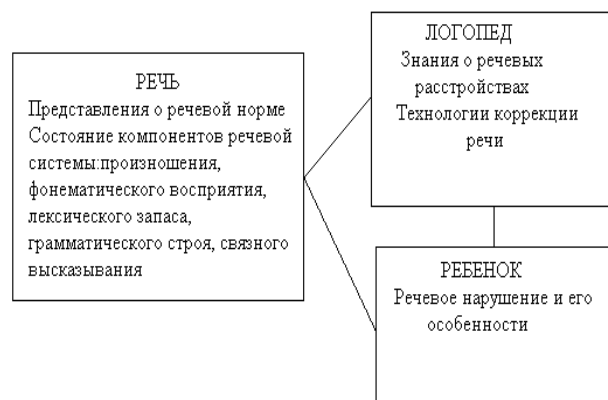 РЕЧЬ
Представления о речевой норме
Состояние компонентов речевой
системы:произношения,
фонематического восприятия,
лексического запаса,
грамматического строя, связного
высказывания
ЛОГОПЕД
Знания о речевых
расстройствах
Технологии коррекции
речи
РЕБЕНОК
Речевое нарушение и его
особенности